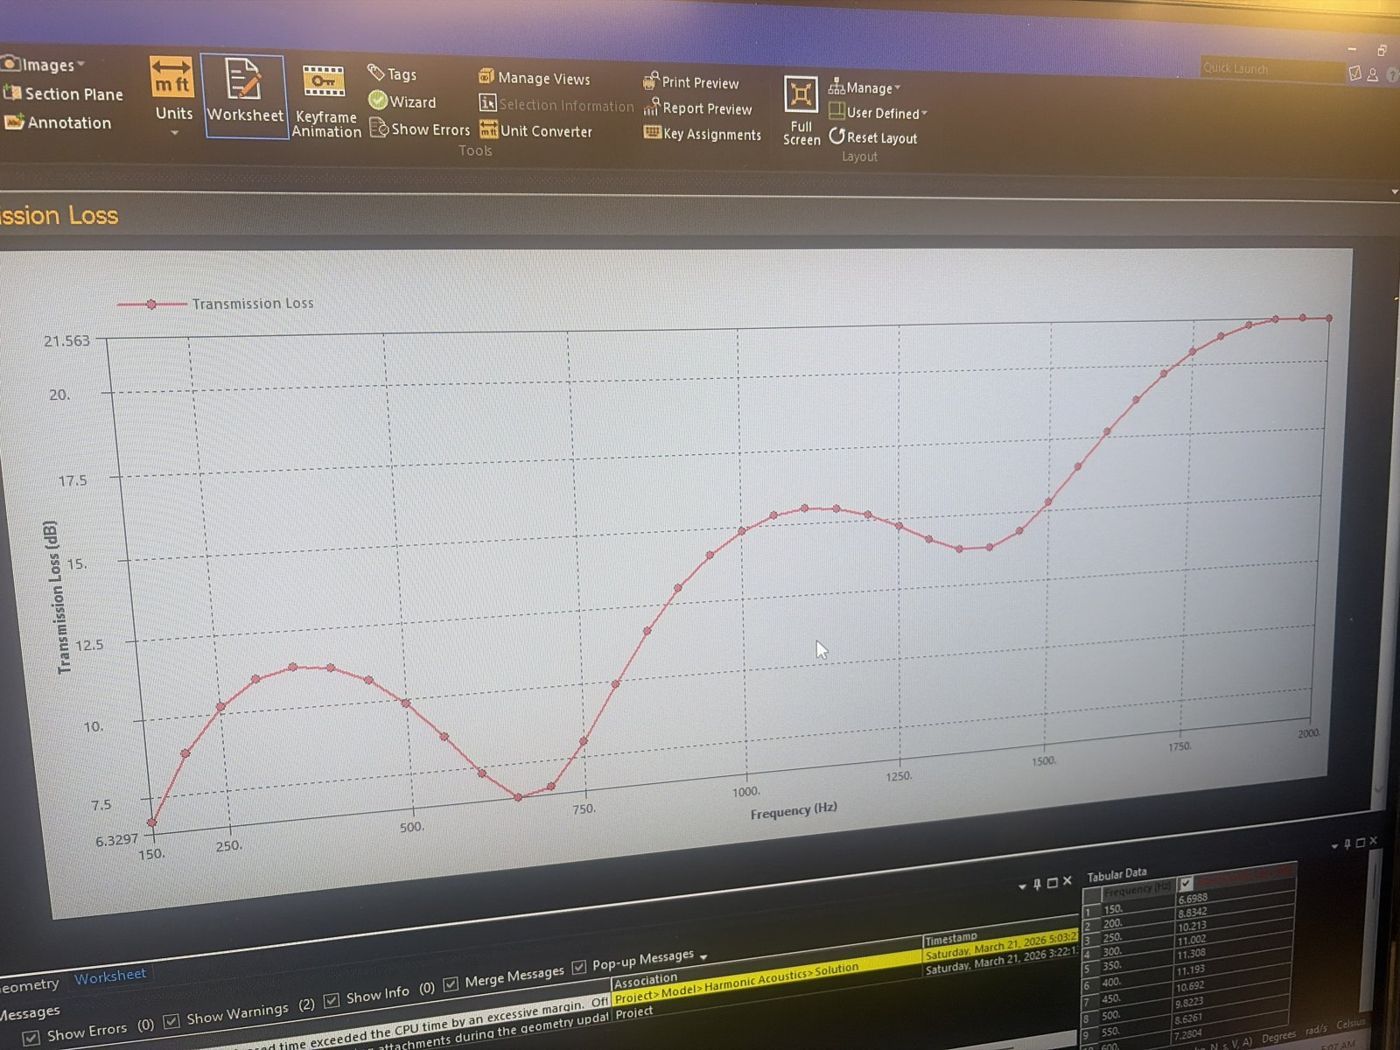 Images
Section Plane
Annotation
Units
Worksheet
Keyframe
Animation
Tags
Wizard
Show Errors
Manage Views
Selection Information
Unit Converter
Tools
Print Preview
Report Preview
Key Assignments
Full
Screen
Manage
User Defined
Reset Layout
Layout
Quick Launch
ission Loss
Transmission Loss
21.563
20.
17.5
15.
12.5
10.
7.5
6.3297
Transmission Loss (dB)
150.
250.
500.
750.
1000.
1250.
1500.
1750.
2000.
Frequency (Hz)
eometry
Worksheet
Messages
Show Errors (0)
Show Warnings (2)
Show Info (0)
Merge Messages
Pop-up Messages
Association
Timestamp
time exceeded the CPU time by an excessive margin.
Project>Model>Harmonic Acoustics>Solution
Saturday, March 21, 2026 5:03:2
attachments during the geometry updat
Project
Saturday, March 21, 2026 3:22:1
Tabular Data
Frequency (Hz)
1 150. 6.6988
2 200. 8.8342
3 250. 10.213
4 300. 11.002
5 350. 11.308
6 400. 11.193
7 450. 10.692
8 500. 9.8223
9 550. 8.6261
600. 7.2804
N, s, V, A) Degrees rad/s Celsius
5:07 AM